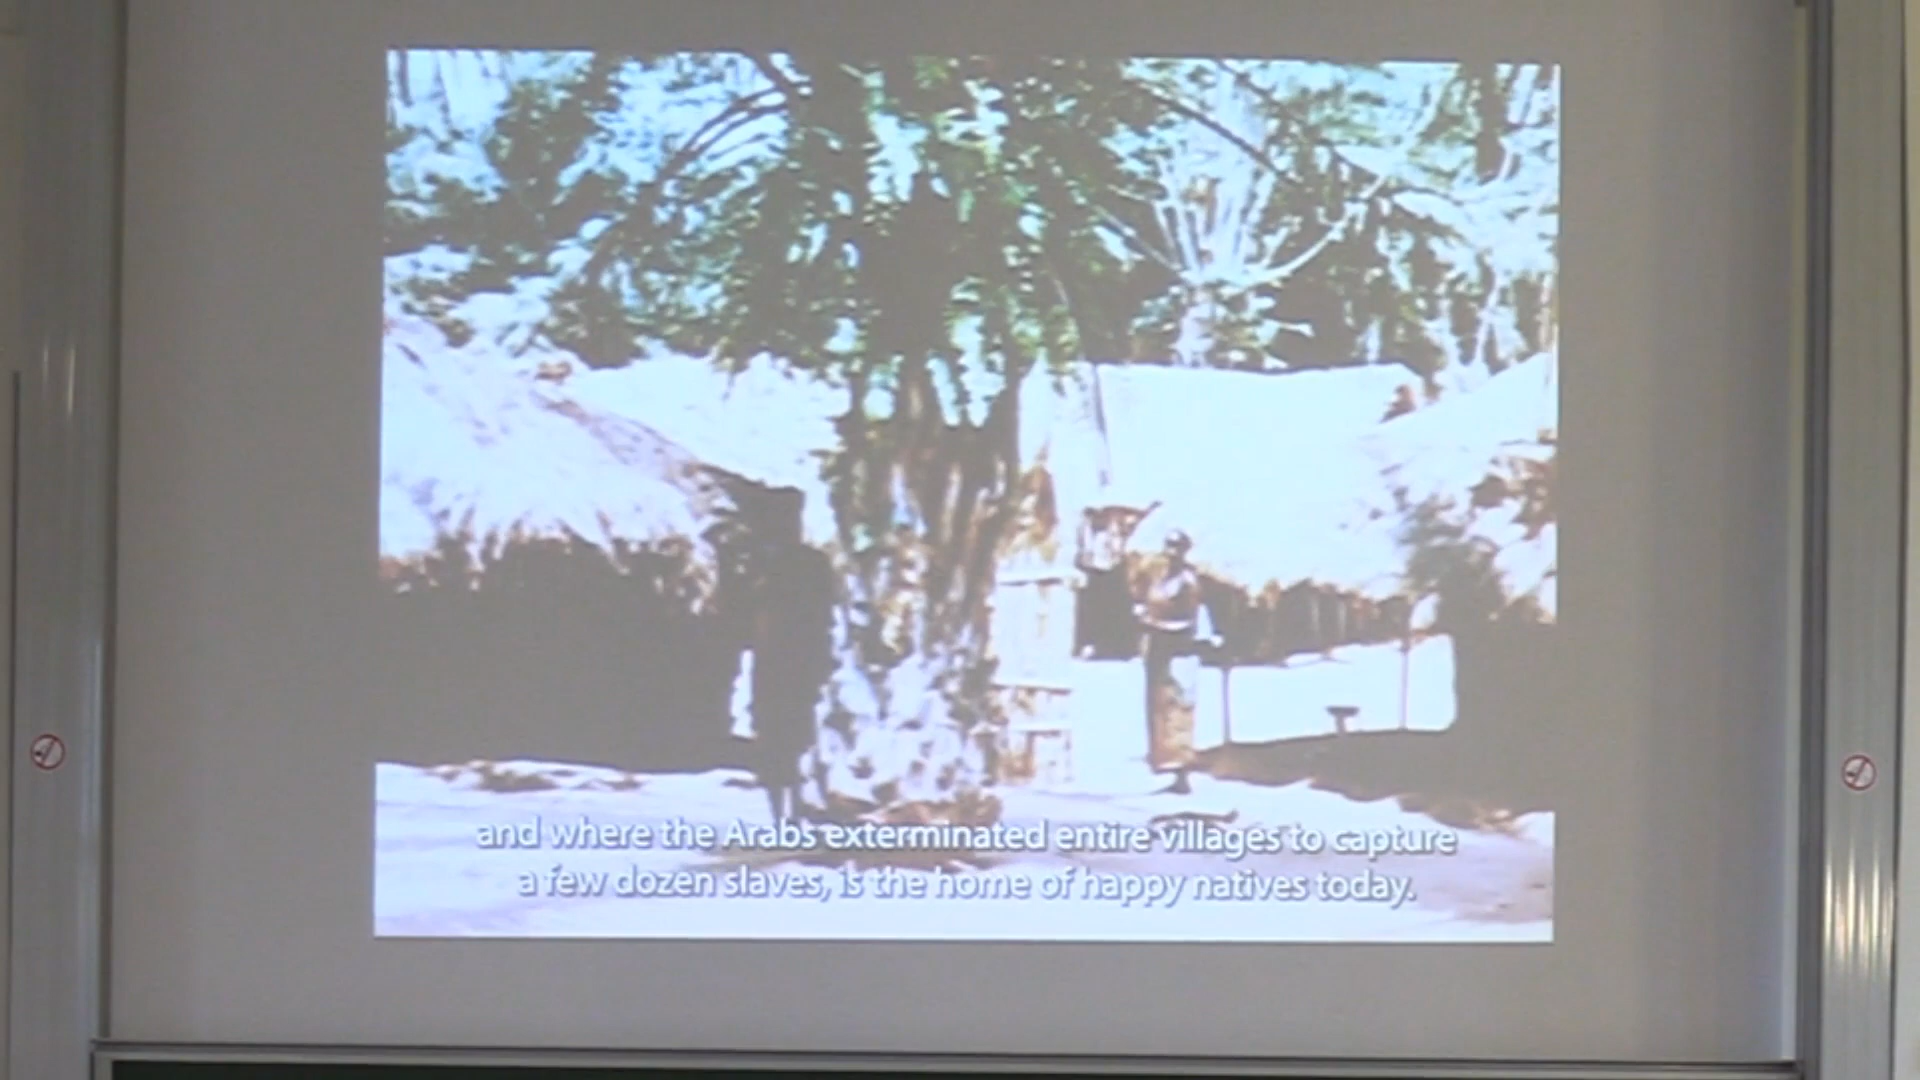 and where the Arabs exterminated entire villages to capture
a few dozen slaves, is the home of happy natives today.